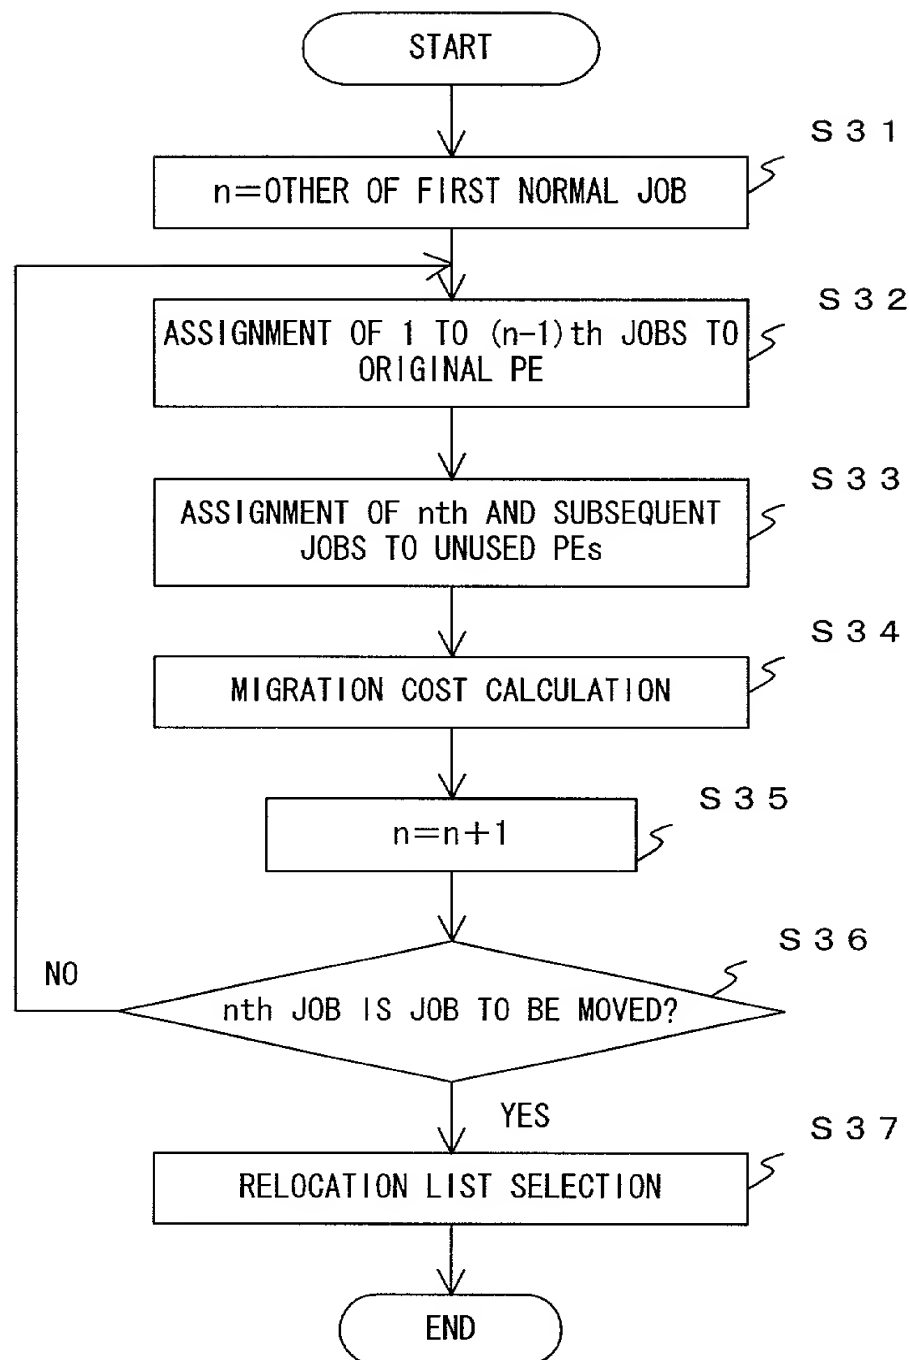 START
S31
n=OTHER OF FIRST NORMAL JOB
S32
ASSIGNMENT OF 1 TO (n-1)th JOBS TO
ORIGINAL PE
S33
ASSIGNMENT OF nth AND SUBSEQUENT
JOBS TO UNUSED PEs
S34
MIGRATION COST CALCULATION
S35
n=n+1
S36
NO
nth JOB IS JOB TO BE MOVED?
YES
S37
RELOCATION LIST SELECTION
END